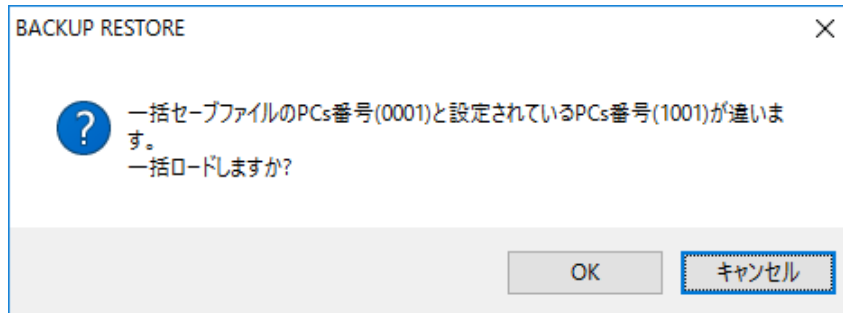 BACKUP RESTORE
一括セーブファイルのPCs番号(0001)と設定されているPCs番号(1001)が違いま
す。
一括ロードしますか?
OK
キャンセル